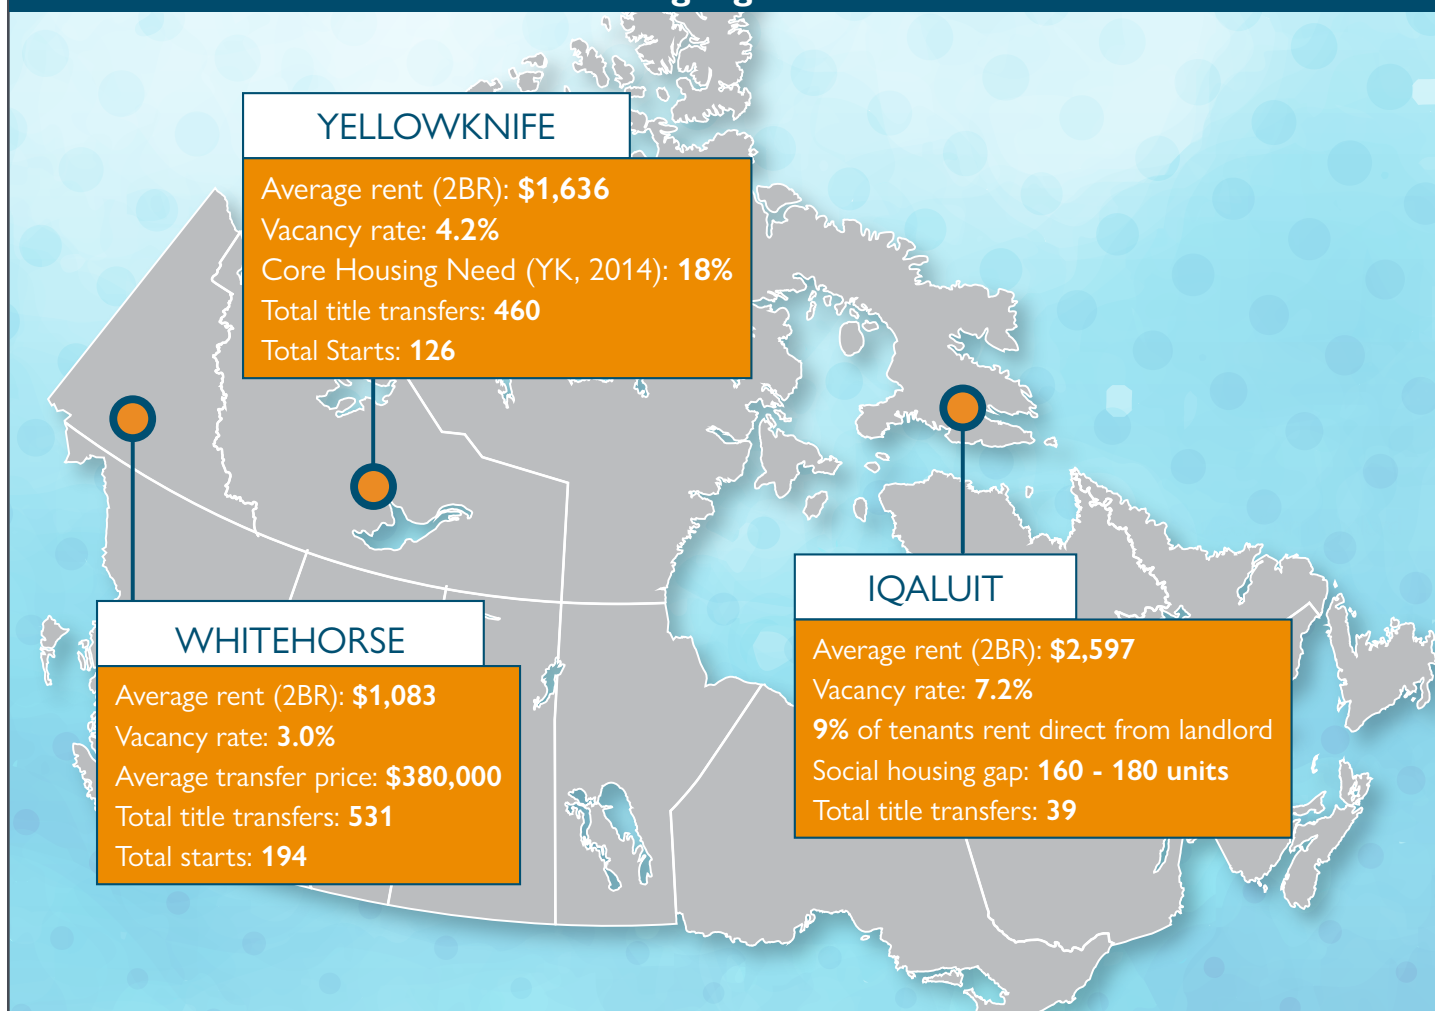 YELLOWKNIFE
Average rent (2BR): $1,636
Vacancy rate: 4.2%
Core Housing Need (YK, 2014): 18%
Total title transfers: 460
Total Starts: 126
WHITEHORSE
Average rent (2BR): $1,083
Vacancy rate: 3.0%
Average transfer price: $380,000
Total title transfers: 531
Total starts: 194
IQALUIT
Average rent (2BR): $2,597
Vacancy rate: 7.2%
9% of tenants rent direct from landlord
Social housing gap: 160 - 180 units
Total title transfers: 39